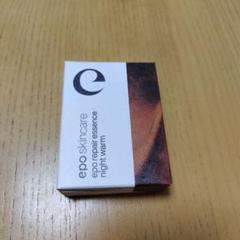 e
epo skincare
epo repair essence
night warm